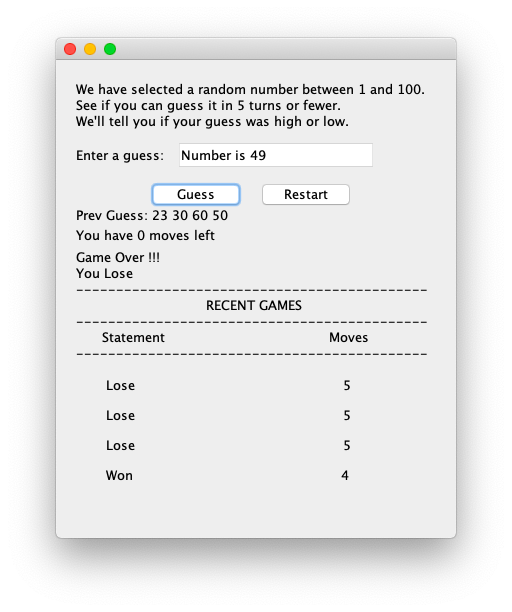 We have selected a random number between 1 and 100.
See if you can guess it in 5 turns or fewer.
We'll tell you if your guess was high or low.
Enter a guess: Number is 49
Guess Restart
Prev Guess: 23 30 60 50
You have 0 moves left
Game Over !!!
You Lose
-------------------------------------------
RECENT GAMES
-------------------------------------------
Statement Moves
-------------------------------------------
Lose 5
Lose 5
Lose 5
Won 4